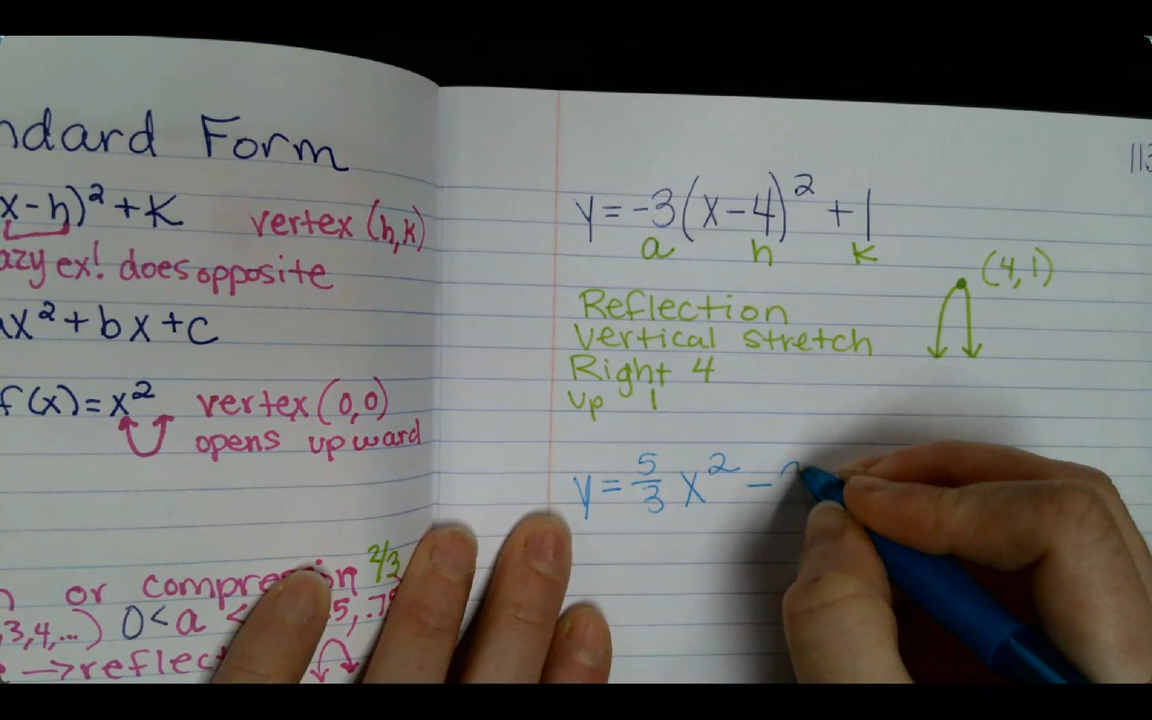 ndard Form
x-h)² + K vertex (h,k)
azy ex! does opposite
x² + bx + c
f(x) = x² vertex (0,0)
opens upward
or compression 2/3
3,4,...) 0 < a <
→ reflec
113
y = -3(x-4)² + 1
a h k
(4,1)
Reflection
Vertical stretch
Right 4
up 1
y = 5/3 x² -